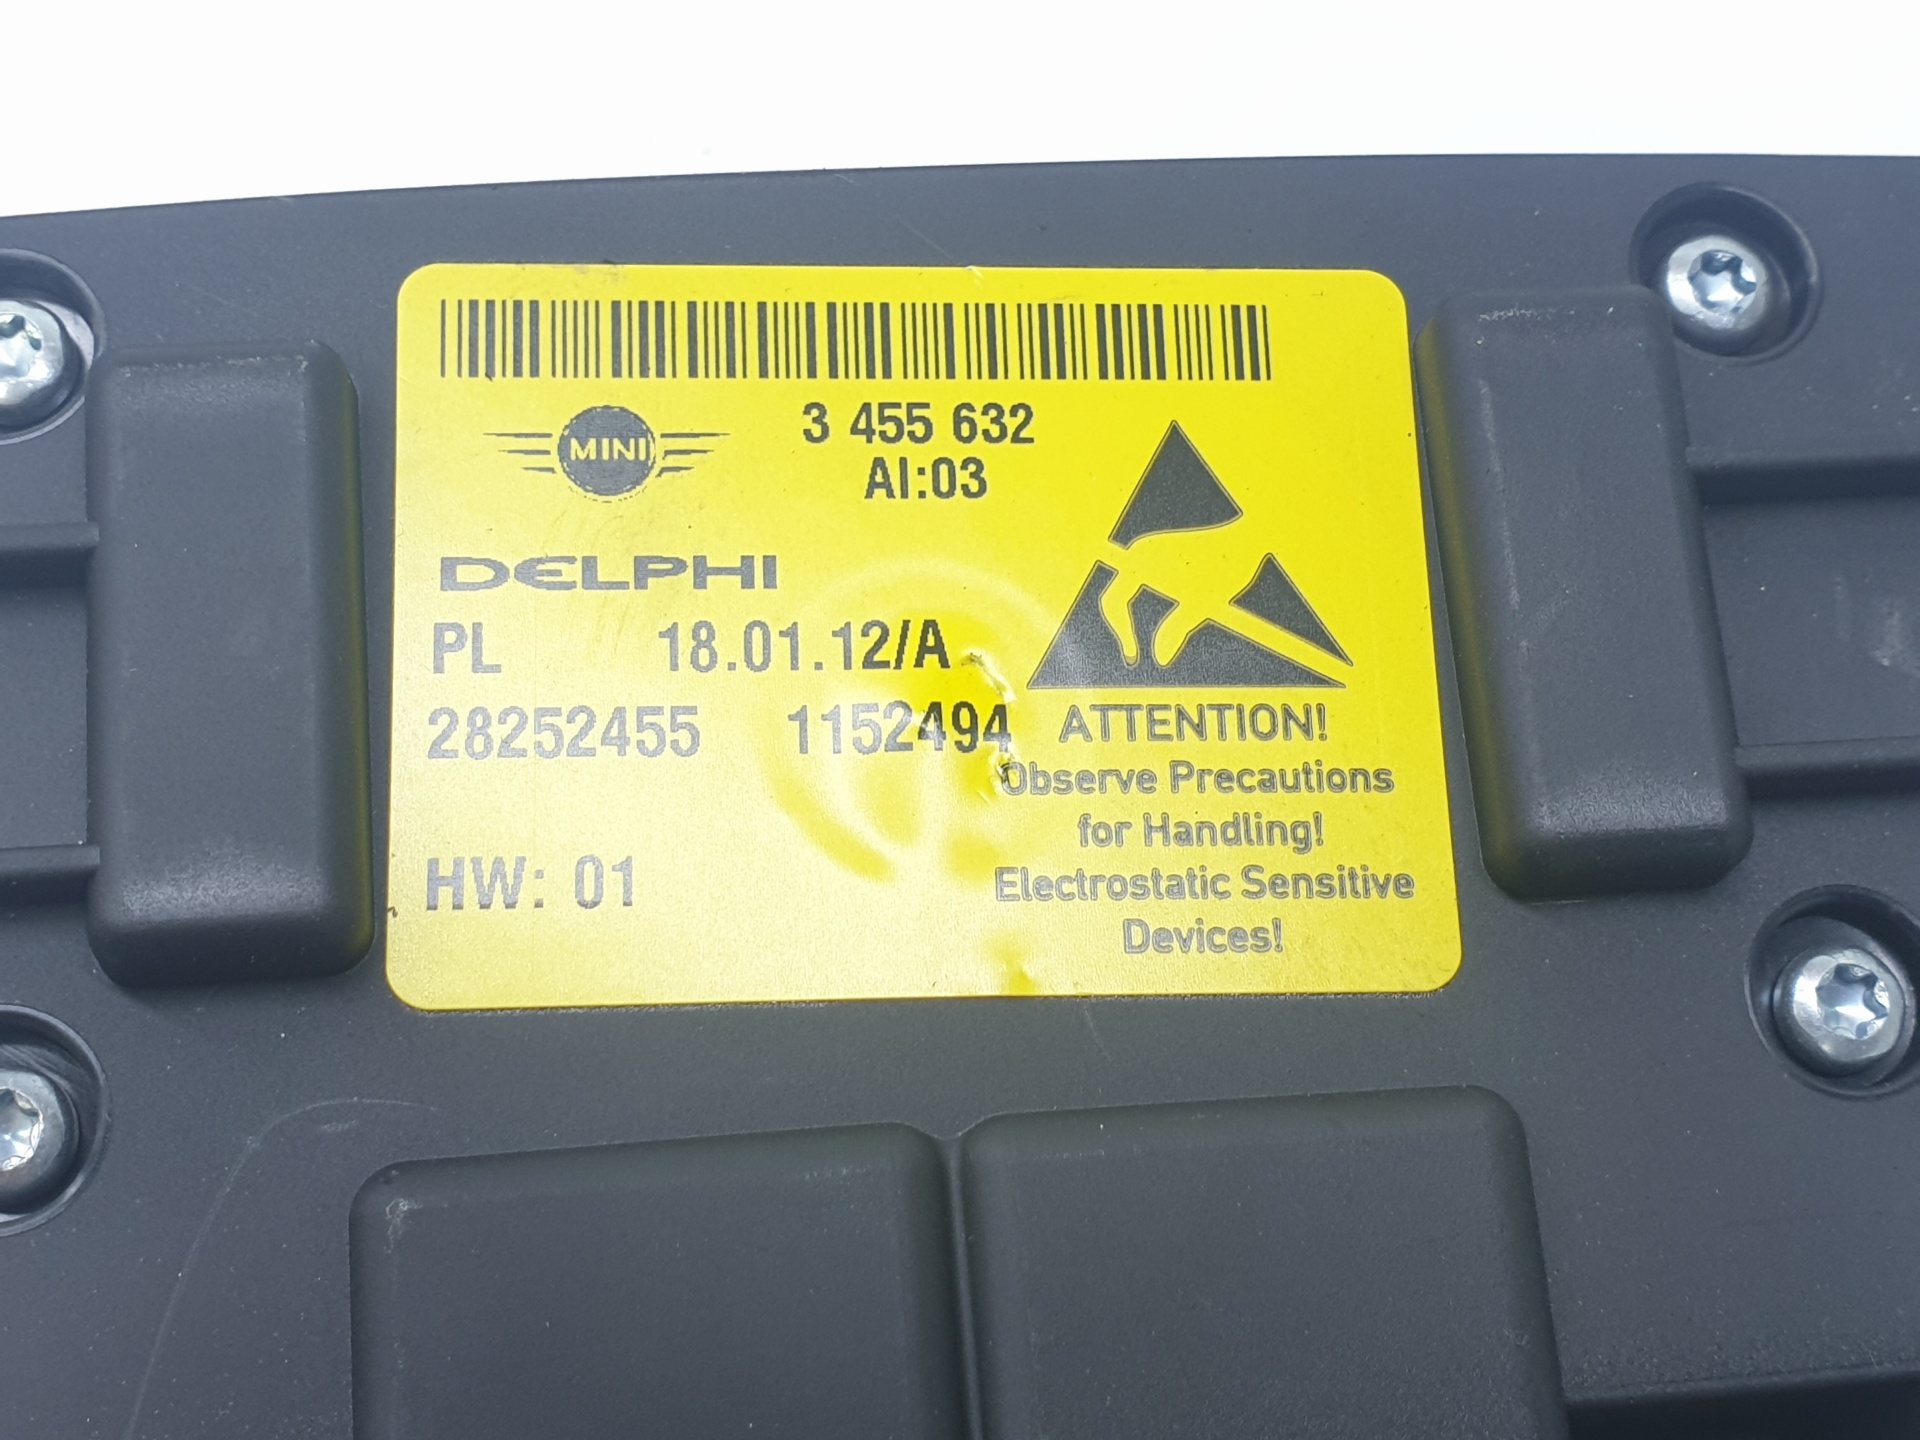 3 455 632
MINI
AI:03
DELPHI
PL 18.01.12/A
28252455 1152494
HW: 01
ATTENTION!
Observe Precautions
for Handling!
Electrostatic Sensitive
Devices!